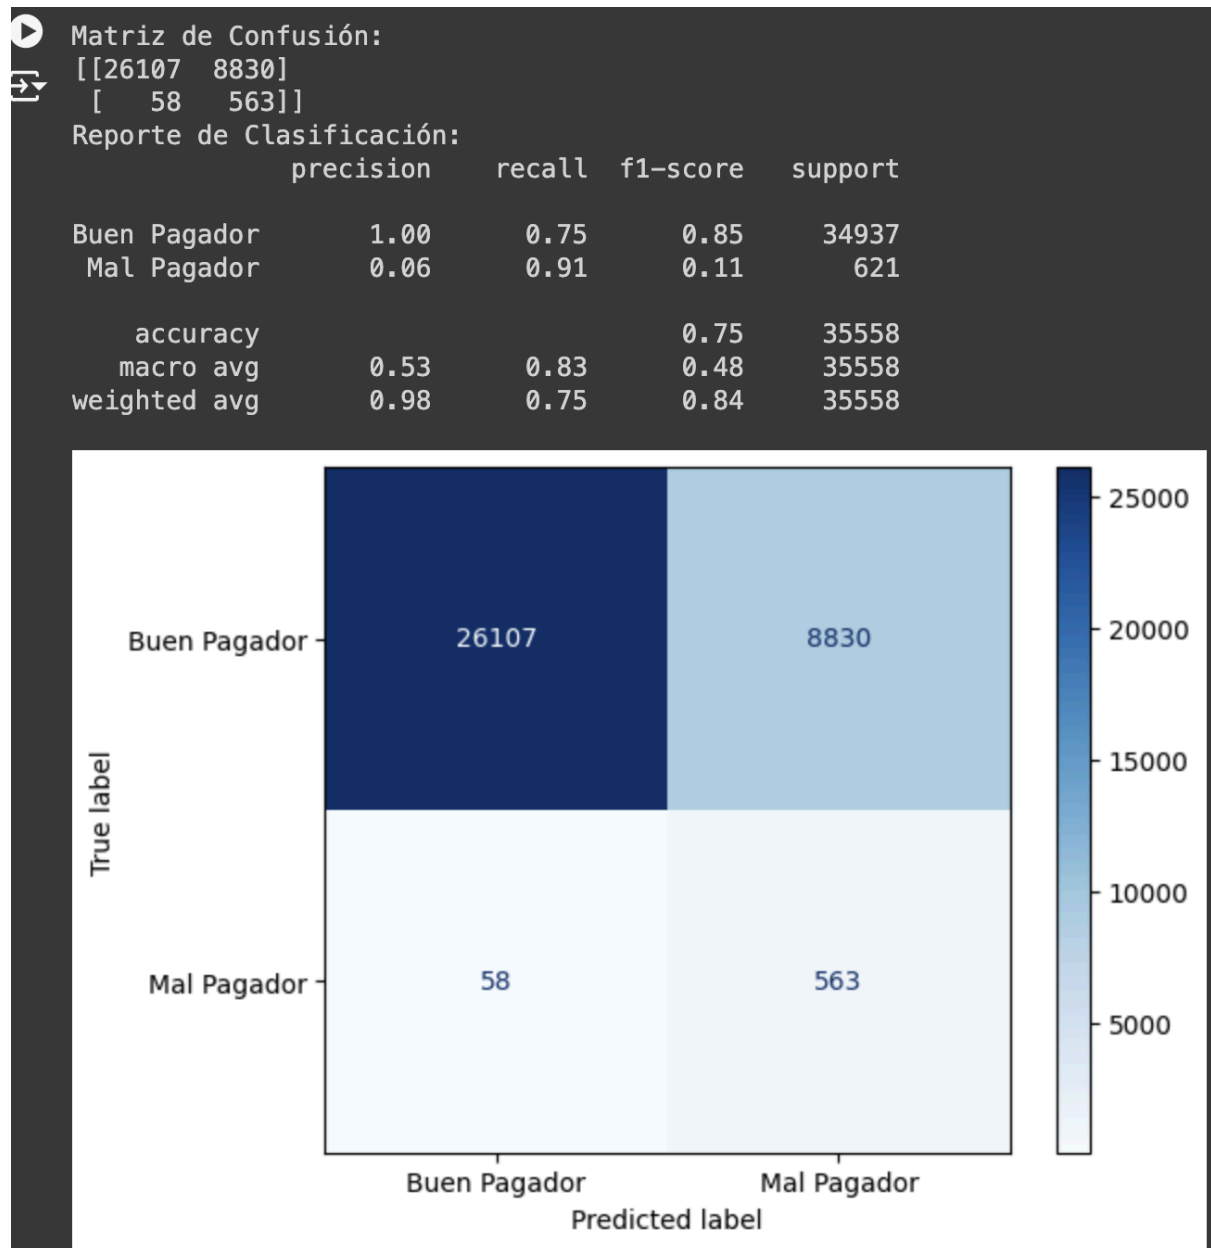 Matriz de Confusión:
[[26107  8830]
 [   58   563]]
Reporte de Clasificación:
              precision    recall  f1-score   support

Buen Pagador       1.00      0.75      0.85     34937
 Mal Pagador       0.06      0.91      0.11       621

    accuracy                           0.75     35558
   macro avg       0.53      0.83      0.48     35558
weighted avg       0.98      0.75      0.84     35558
25000
20000
15000
10000
5000
True label
Buen Pagador
26107 8830
Mal Pagador
58 563
Buen Pagador Mal Pagador
Predicted label